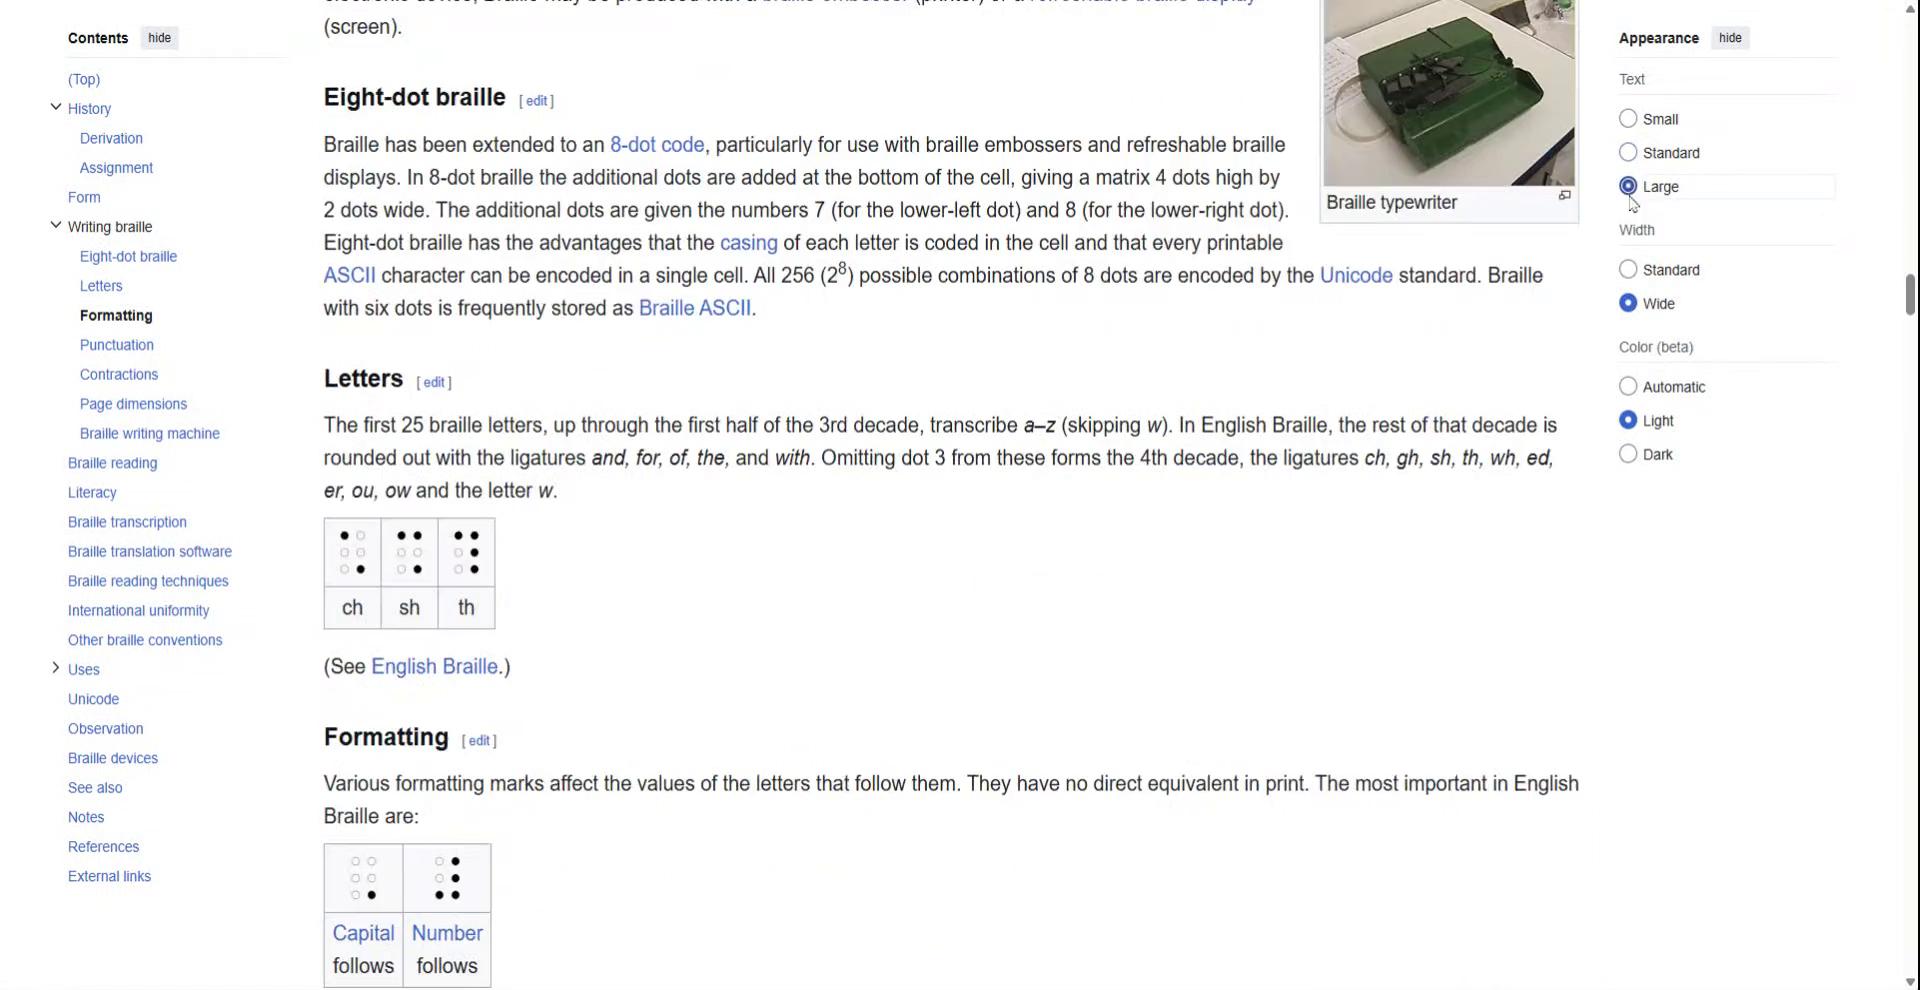 Contents hide
(Top)
History
Derivation
Assignment
Form
Writing braille
Eight-dot braille
Letters
Formatting
Punctuation
Contractions
Page dimensions
Braille writing machine
Braille reading
Literacy
Braille transcription
Braille translation software
Braille reading techniques
International uniformity
Other braille conventions
Uses
Unicode
Observation
Braille devices
See also
Notes
References
External links
(screen).
Eight-dot braille [ edit ]
Braille has been extended to an 8-dot code, particularly for use with braille embossers and refreshable braille
displays. In 8-dot braille the additional dots are added at the bottom of the cell, giving a matrix 4 dots high by
2 dots wide. The additional dots are given the numbers 7 (for the lower-left dot) and 8 (for the lower-right dot).
Eight-dot braille has the advantages that the casing of each letter is coded in the cell and that every printable
ASCII character can be encoded in a single cell. All 256 (2⁸) possible combinations of 8 dots are encoded by the Unicode standard. Braille
with six dots is frequently stored as Braille ASCII.
Braille typewriter
Letters [ edit ]
The first 25 braille letters, up through the first half of the 3rd decade, transcribe a–z (skipping w). In English Braille, the rest of that decade is
rounded out with the ligatures and, for, of, the, and with. Omitting dot 3 from these forms the 4th decade, the ligatures ch, gh, sh, th, wh, ed,
er, ou, ow and the letter w.
ch sh th
(See English Braille.)
Formatting [ edit ]
Various formatting marks affect the values of the letters that follow them. They have no direct equivalent in print. The most important in English
Braille are:
Capital Number
follows follows
Appearance hide
Text
Small
Standard
Large
Width
Standard
Wide
Color (beta)
Automatic
Light
Dark